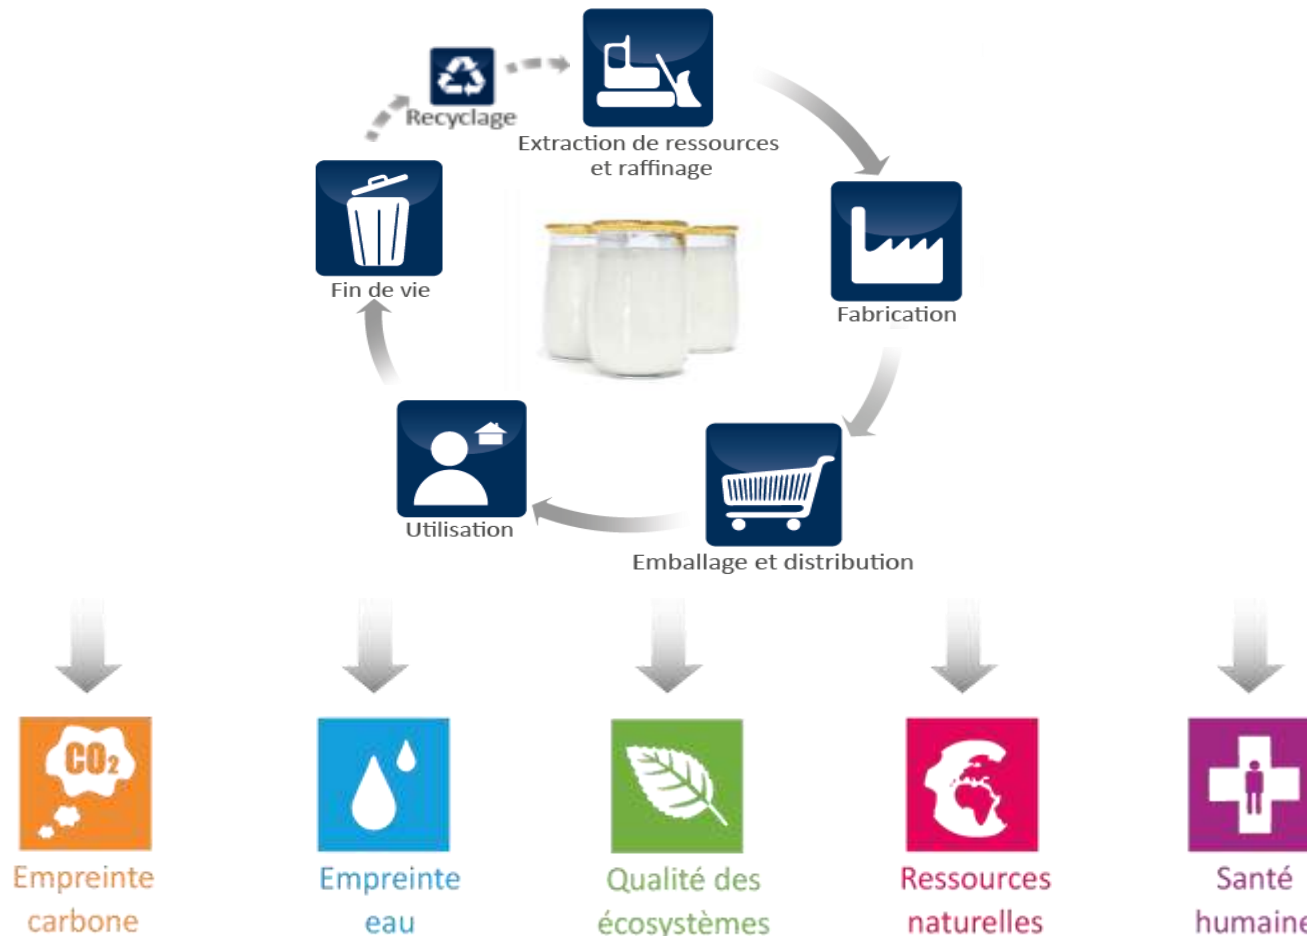 Recyclage
Extraction de ressources
et raffinage
Fin de vie
Fabrication
Utilisation
Emballage et distribution
CO2
Empreinte
carbone
Empreinte
eau
Qualité des
écosystèmes
Ressources
naturelles
Santé
humaine